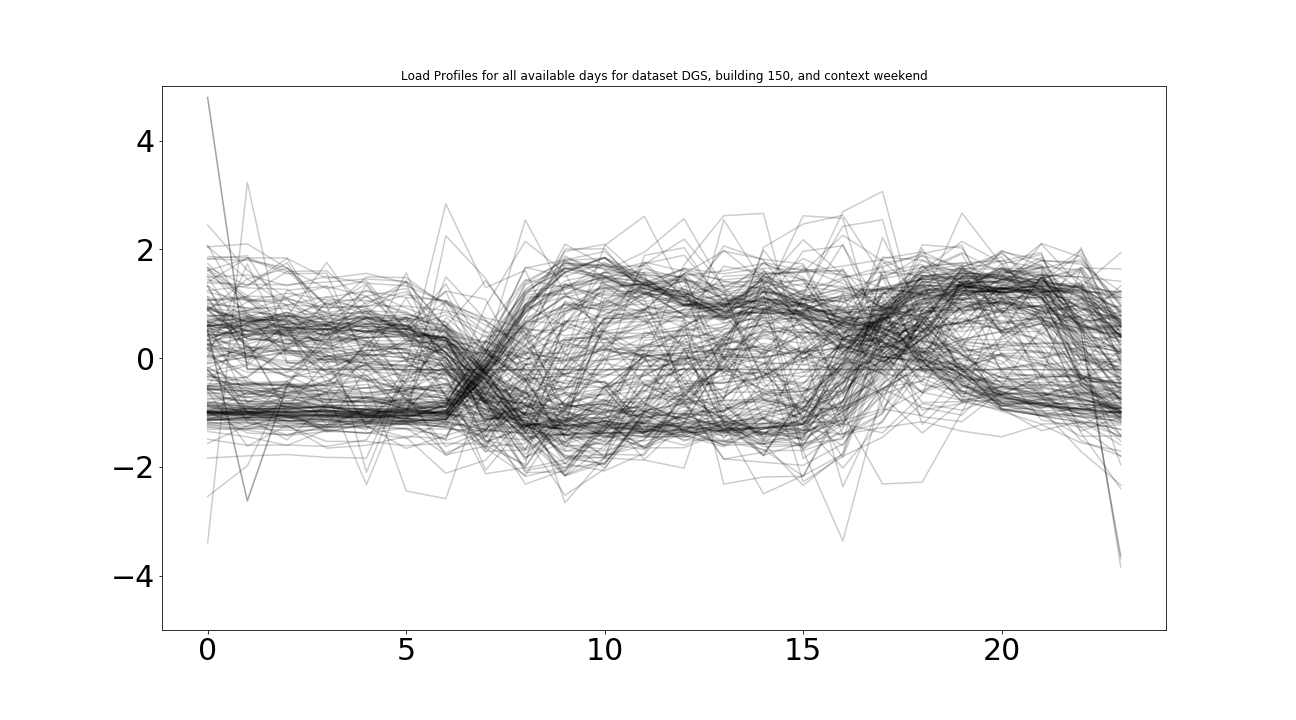 Load Profiles for all available days for dataset DGS, building 150, and context weekend
4
2
0
−2
−4
0 5 10 15 20